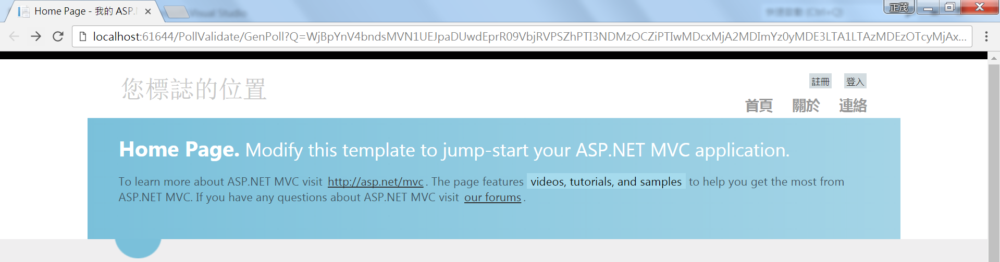 Home Page - 我的 ASP.
正茂
localhost:61644/PollValidate/GenPoll?Q=WjBpYnV4bndsMVN1UEJpaDUwdEprR09VbjRVPSZhPTI3NDMzOCZiPTIwMDcxMjA2MDImYz0yMDE3LTA1LTAzMDEzOTcyMjAx...
您標誌的位置
註冊 登入
首頁 關於 連絡
Home Page. Modify this template to jump-start your ASP.NET MVC application.
To learn more about ASP.NET MVC visit http://asp.net/mvc. The page features videos, tutorials, and samples to help you get the most from
ASP.NET MVC. If you have any questions about ASP.NET MVC visit our forums.